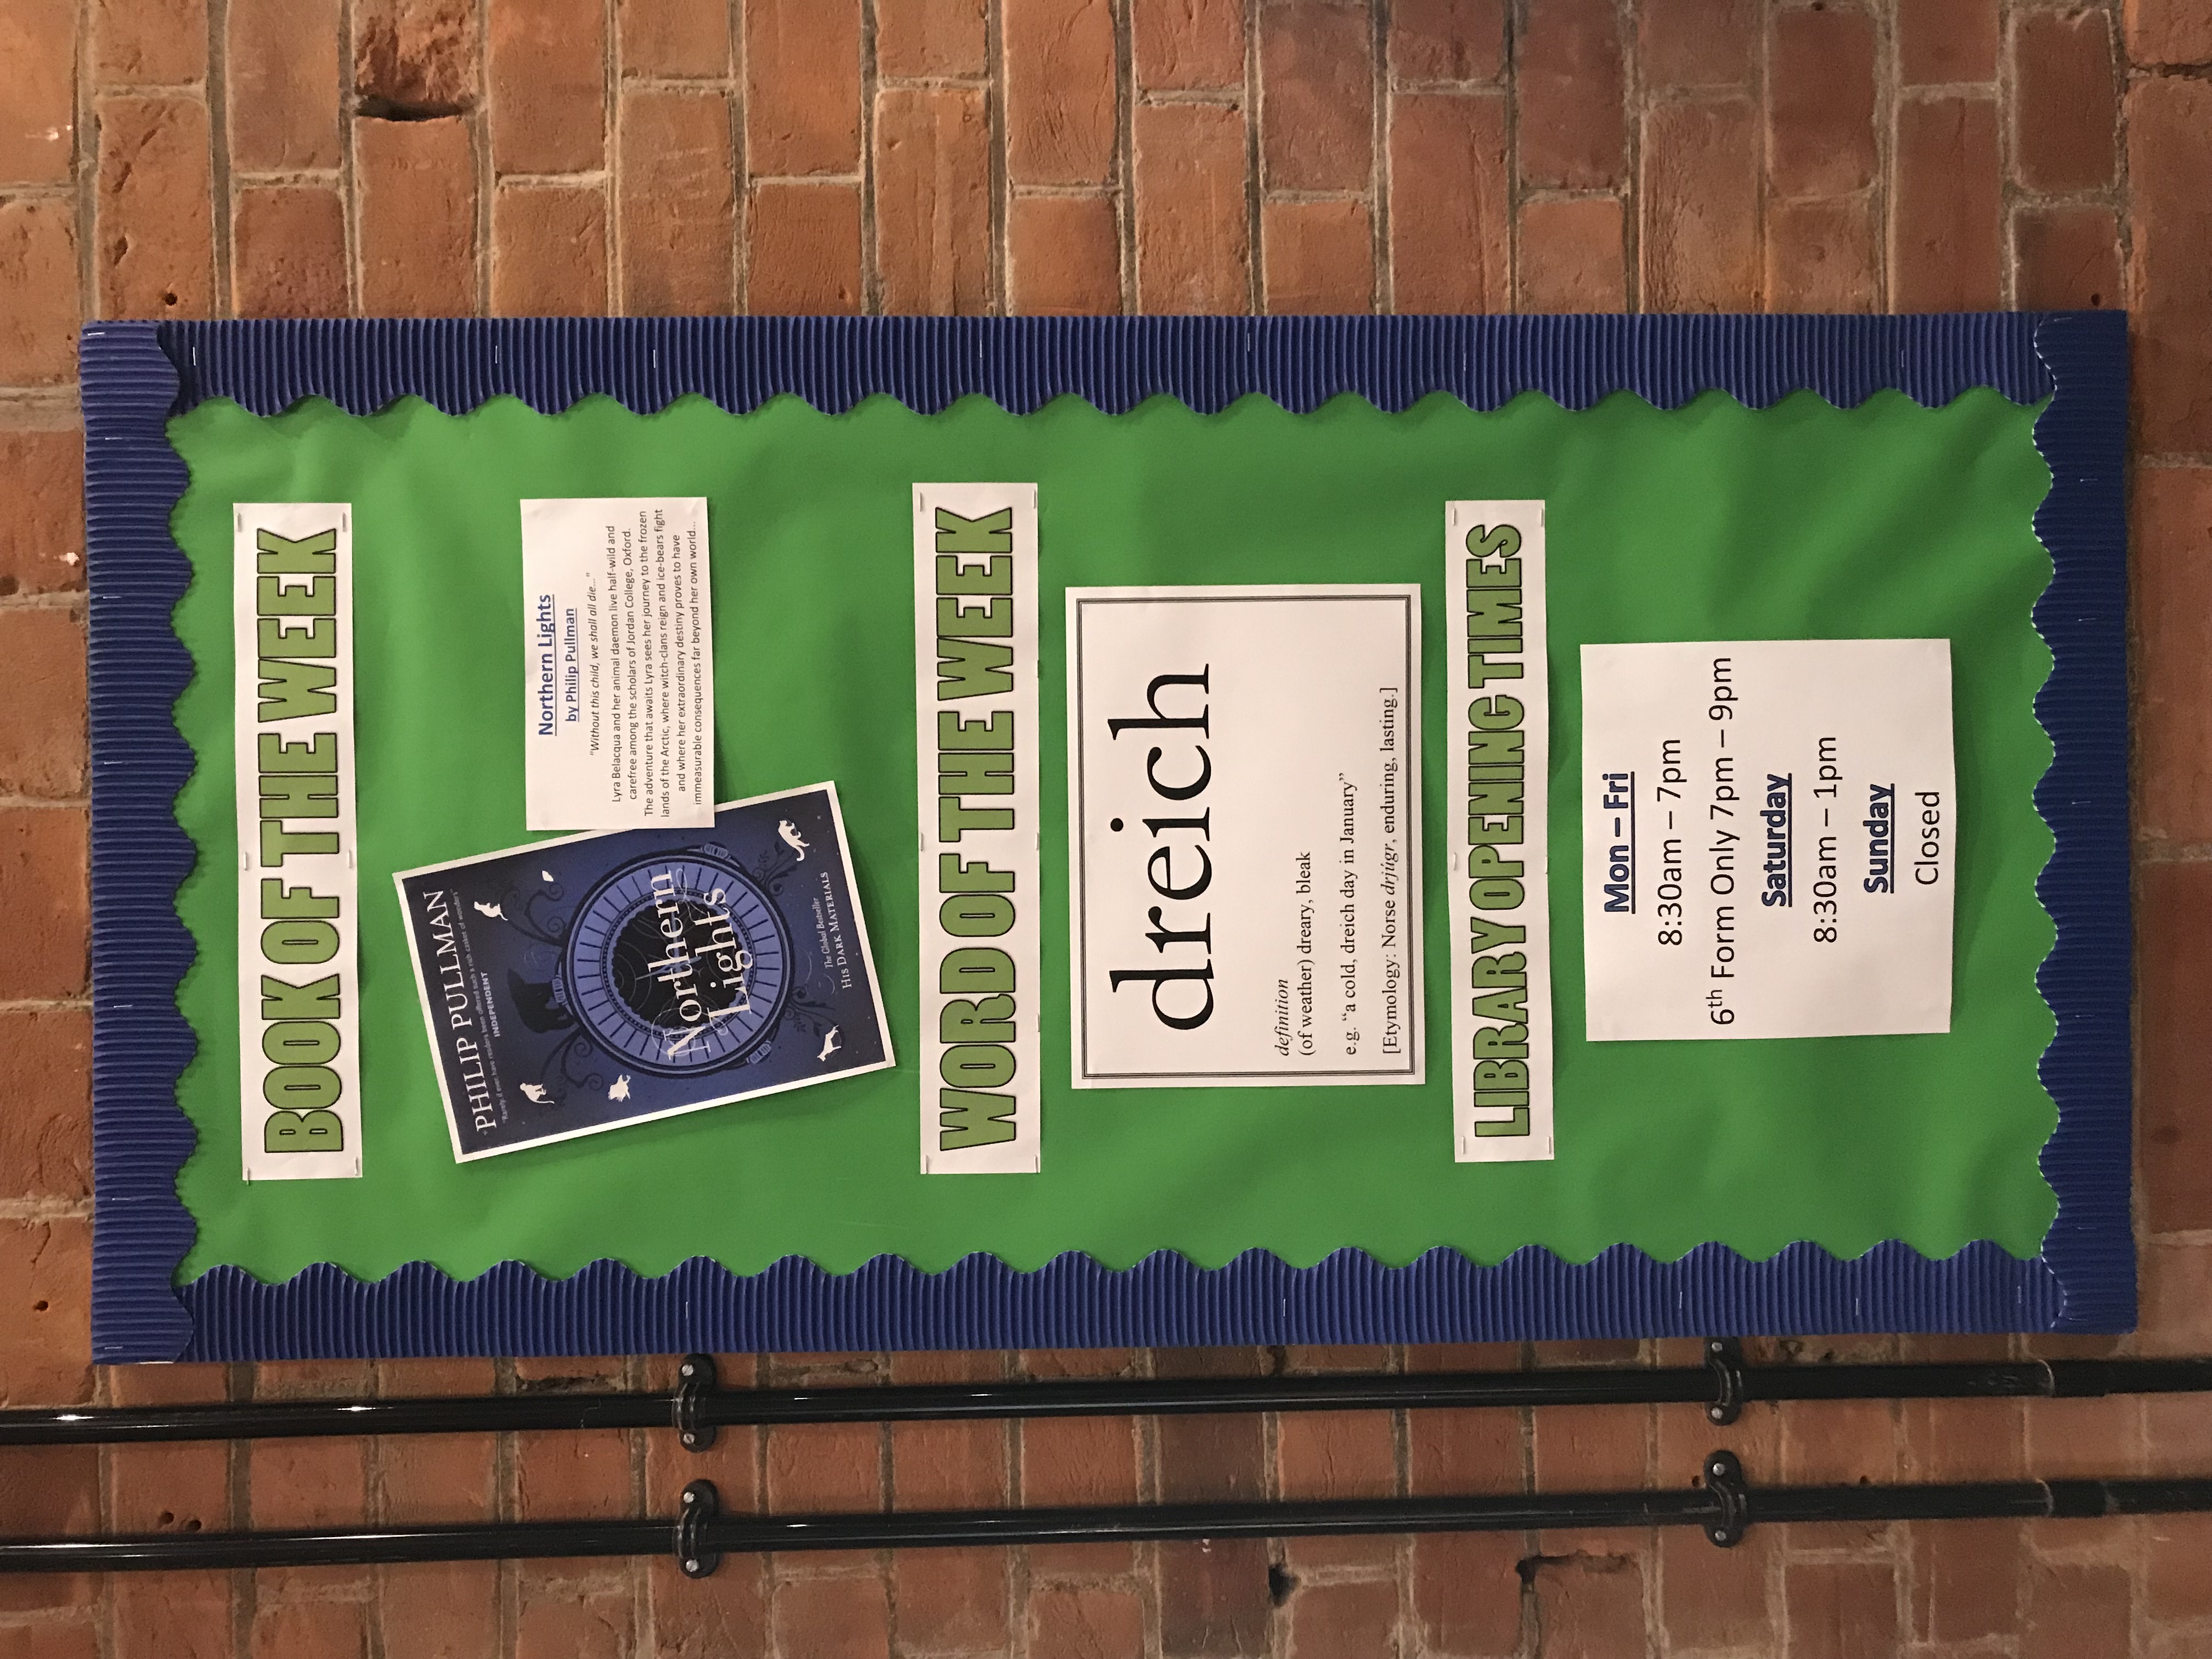 BOOK OF THE WEEK
PHILIP PULLMAN
"Rarely if ever have readers been offered such a rich casket of wonders"
INDEPENDENT
Northern
Lights
The Global Bestseller
HIS DARK MATERIALS
Northern Lights
by Philip Pullman
"Without this child, we shall all die..."
Lyra Belacqua and her animal daemon live half-wild and
carefree among the scholars of Jordan College, Oxford.
The adventure that awaits Lyra sees her journey to the frozen
lands of the Arctic, where witch-clans reign and ice-bears fight
and where her extraordinary destiny proves to have
immeasurable consequences far beyond her own world...
WORD OF THE WEEK
dreich
definition
(of weather) dreary, bleak
e.g. “a cold, dreich day in January”
[Etymology: Norse drjúgr, enduring, lasting.]
LIBRARY OPENING TIMES
Mon – Fri
8:30am – 7pm
6th Form Only 7pm – 9pm
Saturday
8:30am – 1pm
Sunday
Closed